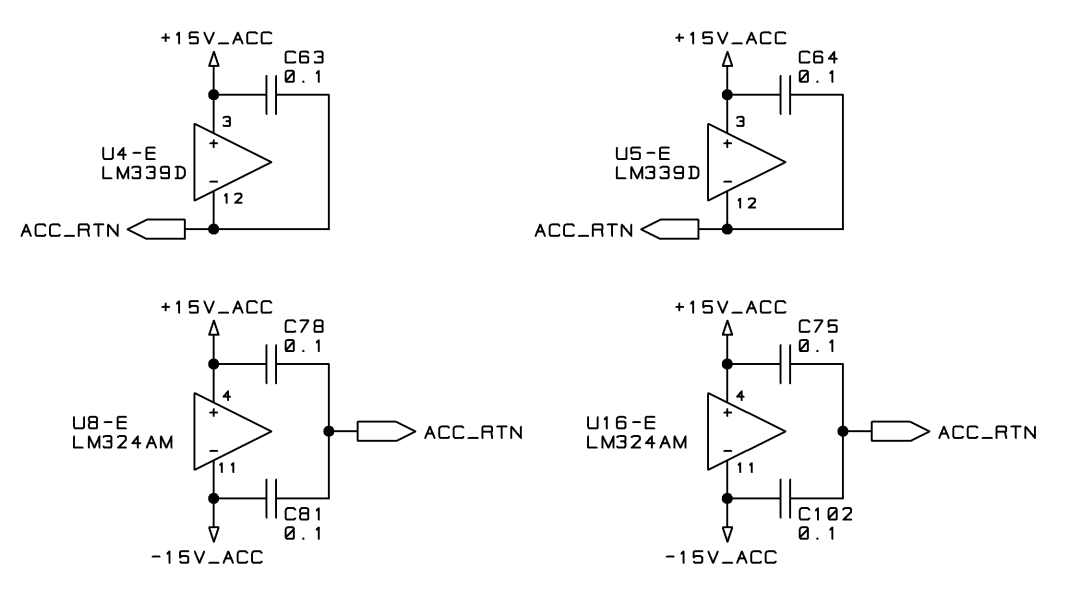 +15V_ACC
C63
0.1
3
+
U4-E
LM339D
-
12
ACC_RTN
+15V_ACC
C64
0.1
3
+
U5-E
LM339D
-
12
ACC_RTN
+15V_ACC
C78
0.1
4
+
U8-E
LM324AM
-
11
ACC_RTN
C81
0.1
-15V_ACC
+15V_ACC
C75
0.1
4
+
U16-E
LM324AM
-
11
ACC_RTN
C102
0.1
-15V_ACC